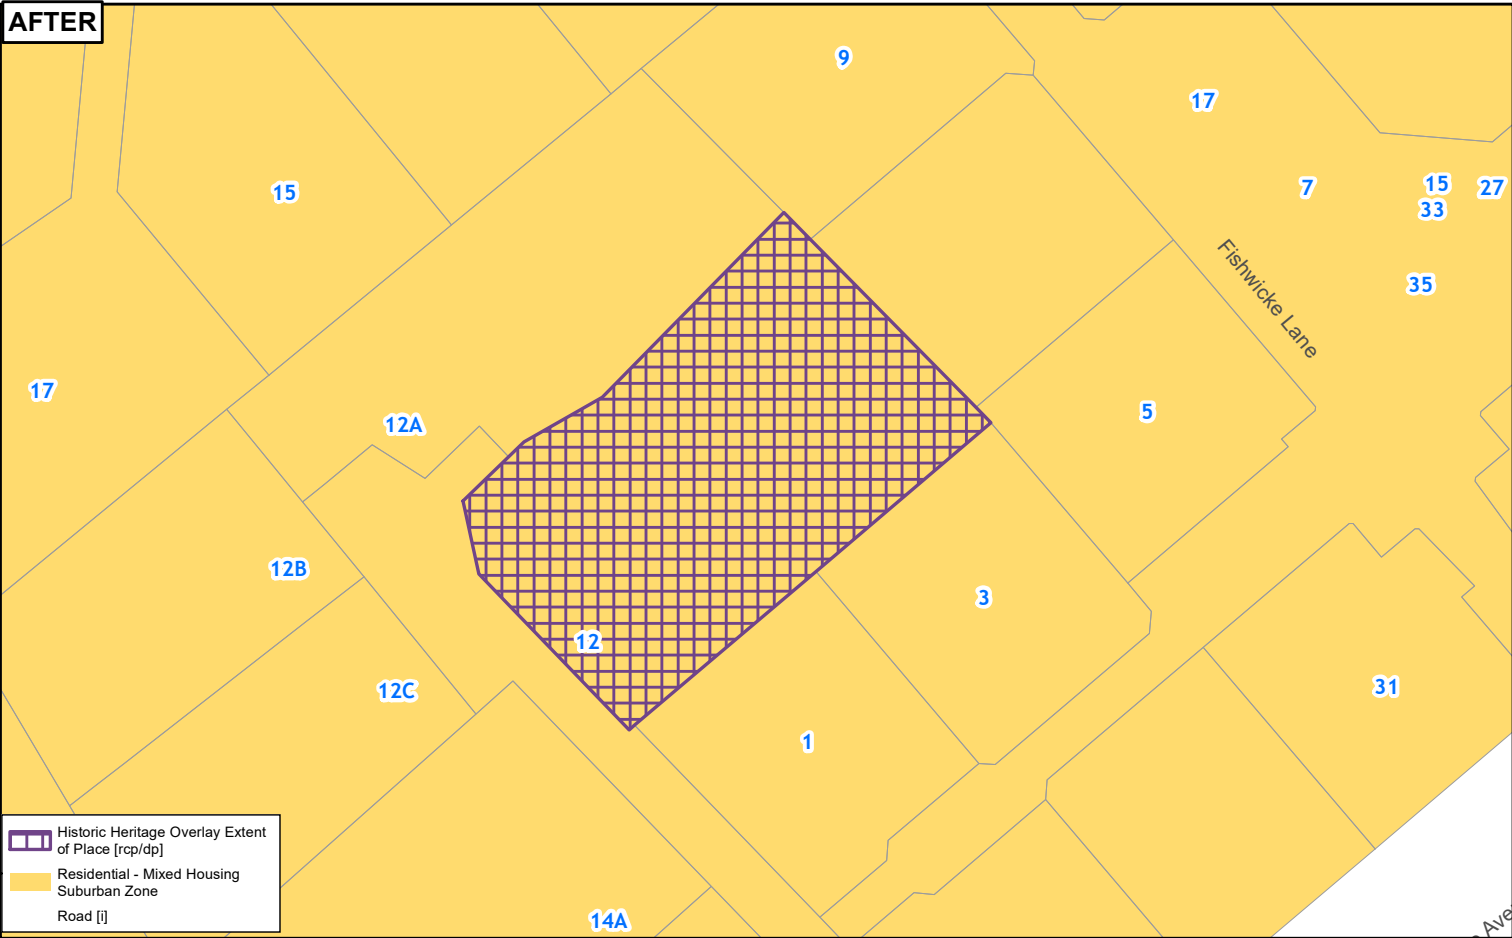 AFTER
9
17
15
7
15
27
33
35
Fishwicke Lane
17
12A
5
12B
3
12
12C
31
1
14A
Historic Heritage Overlay Extent
of Place [rcp/dp]
Residential - Mixed Housing
Suburban Zone
Road [i]